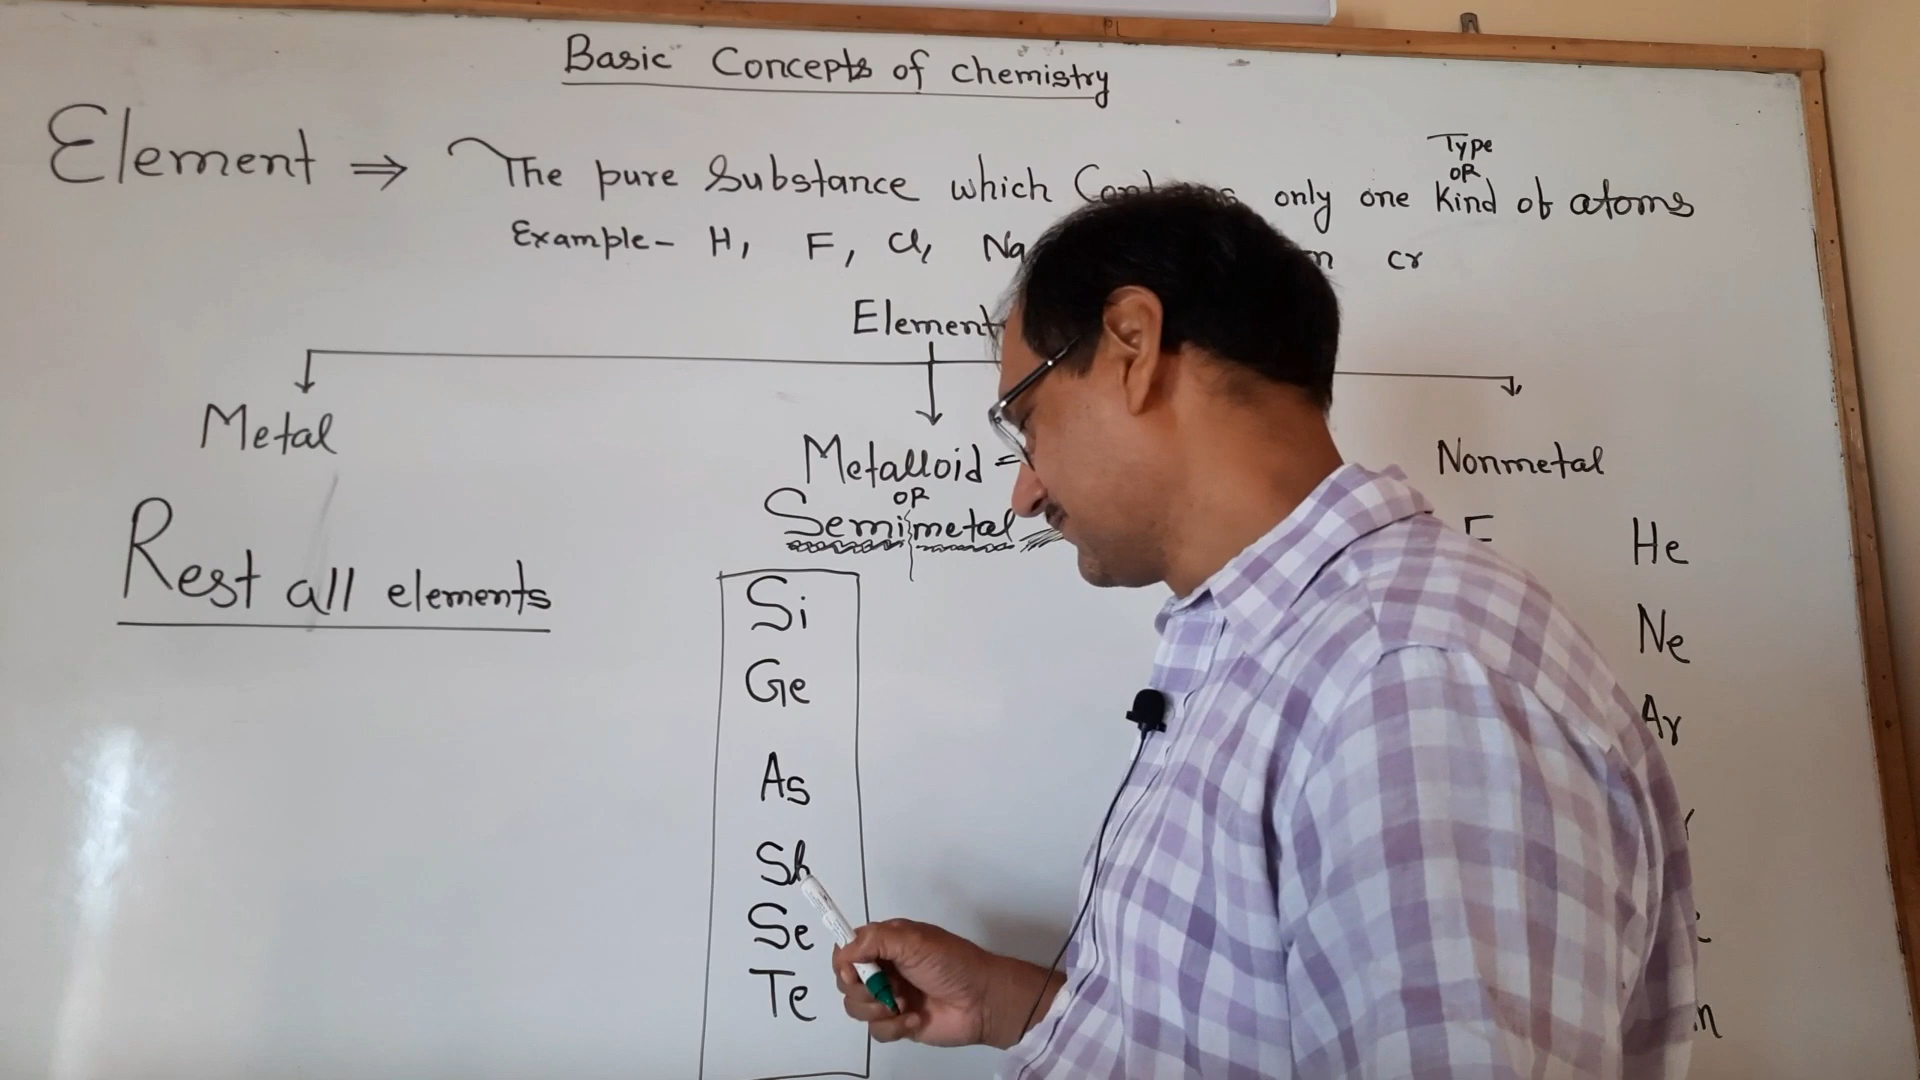 Basic Concepts of chemistry
Element ⇒ The pure Substance which only one Type OR Kind of atoms
Example- H, F, Cl, Na cr
Element
Metal
Metalloid =
OR
Semimetal
Nonmetal
Rest all elements
Si
Ge
As
Sb
Se
Te
F
He
Ne
Ar